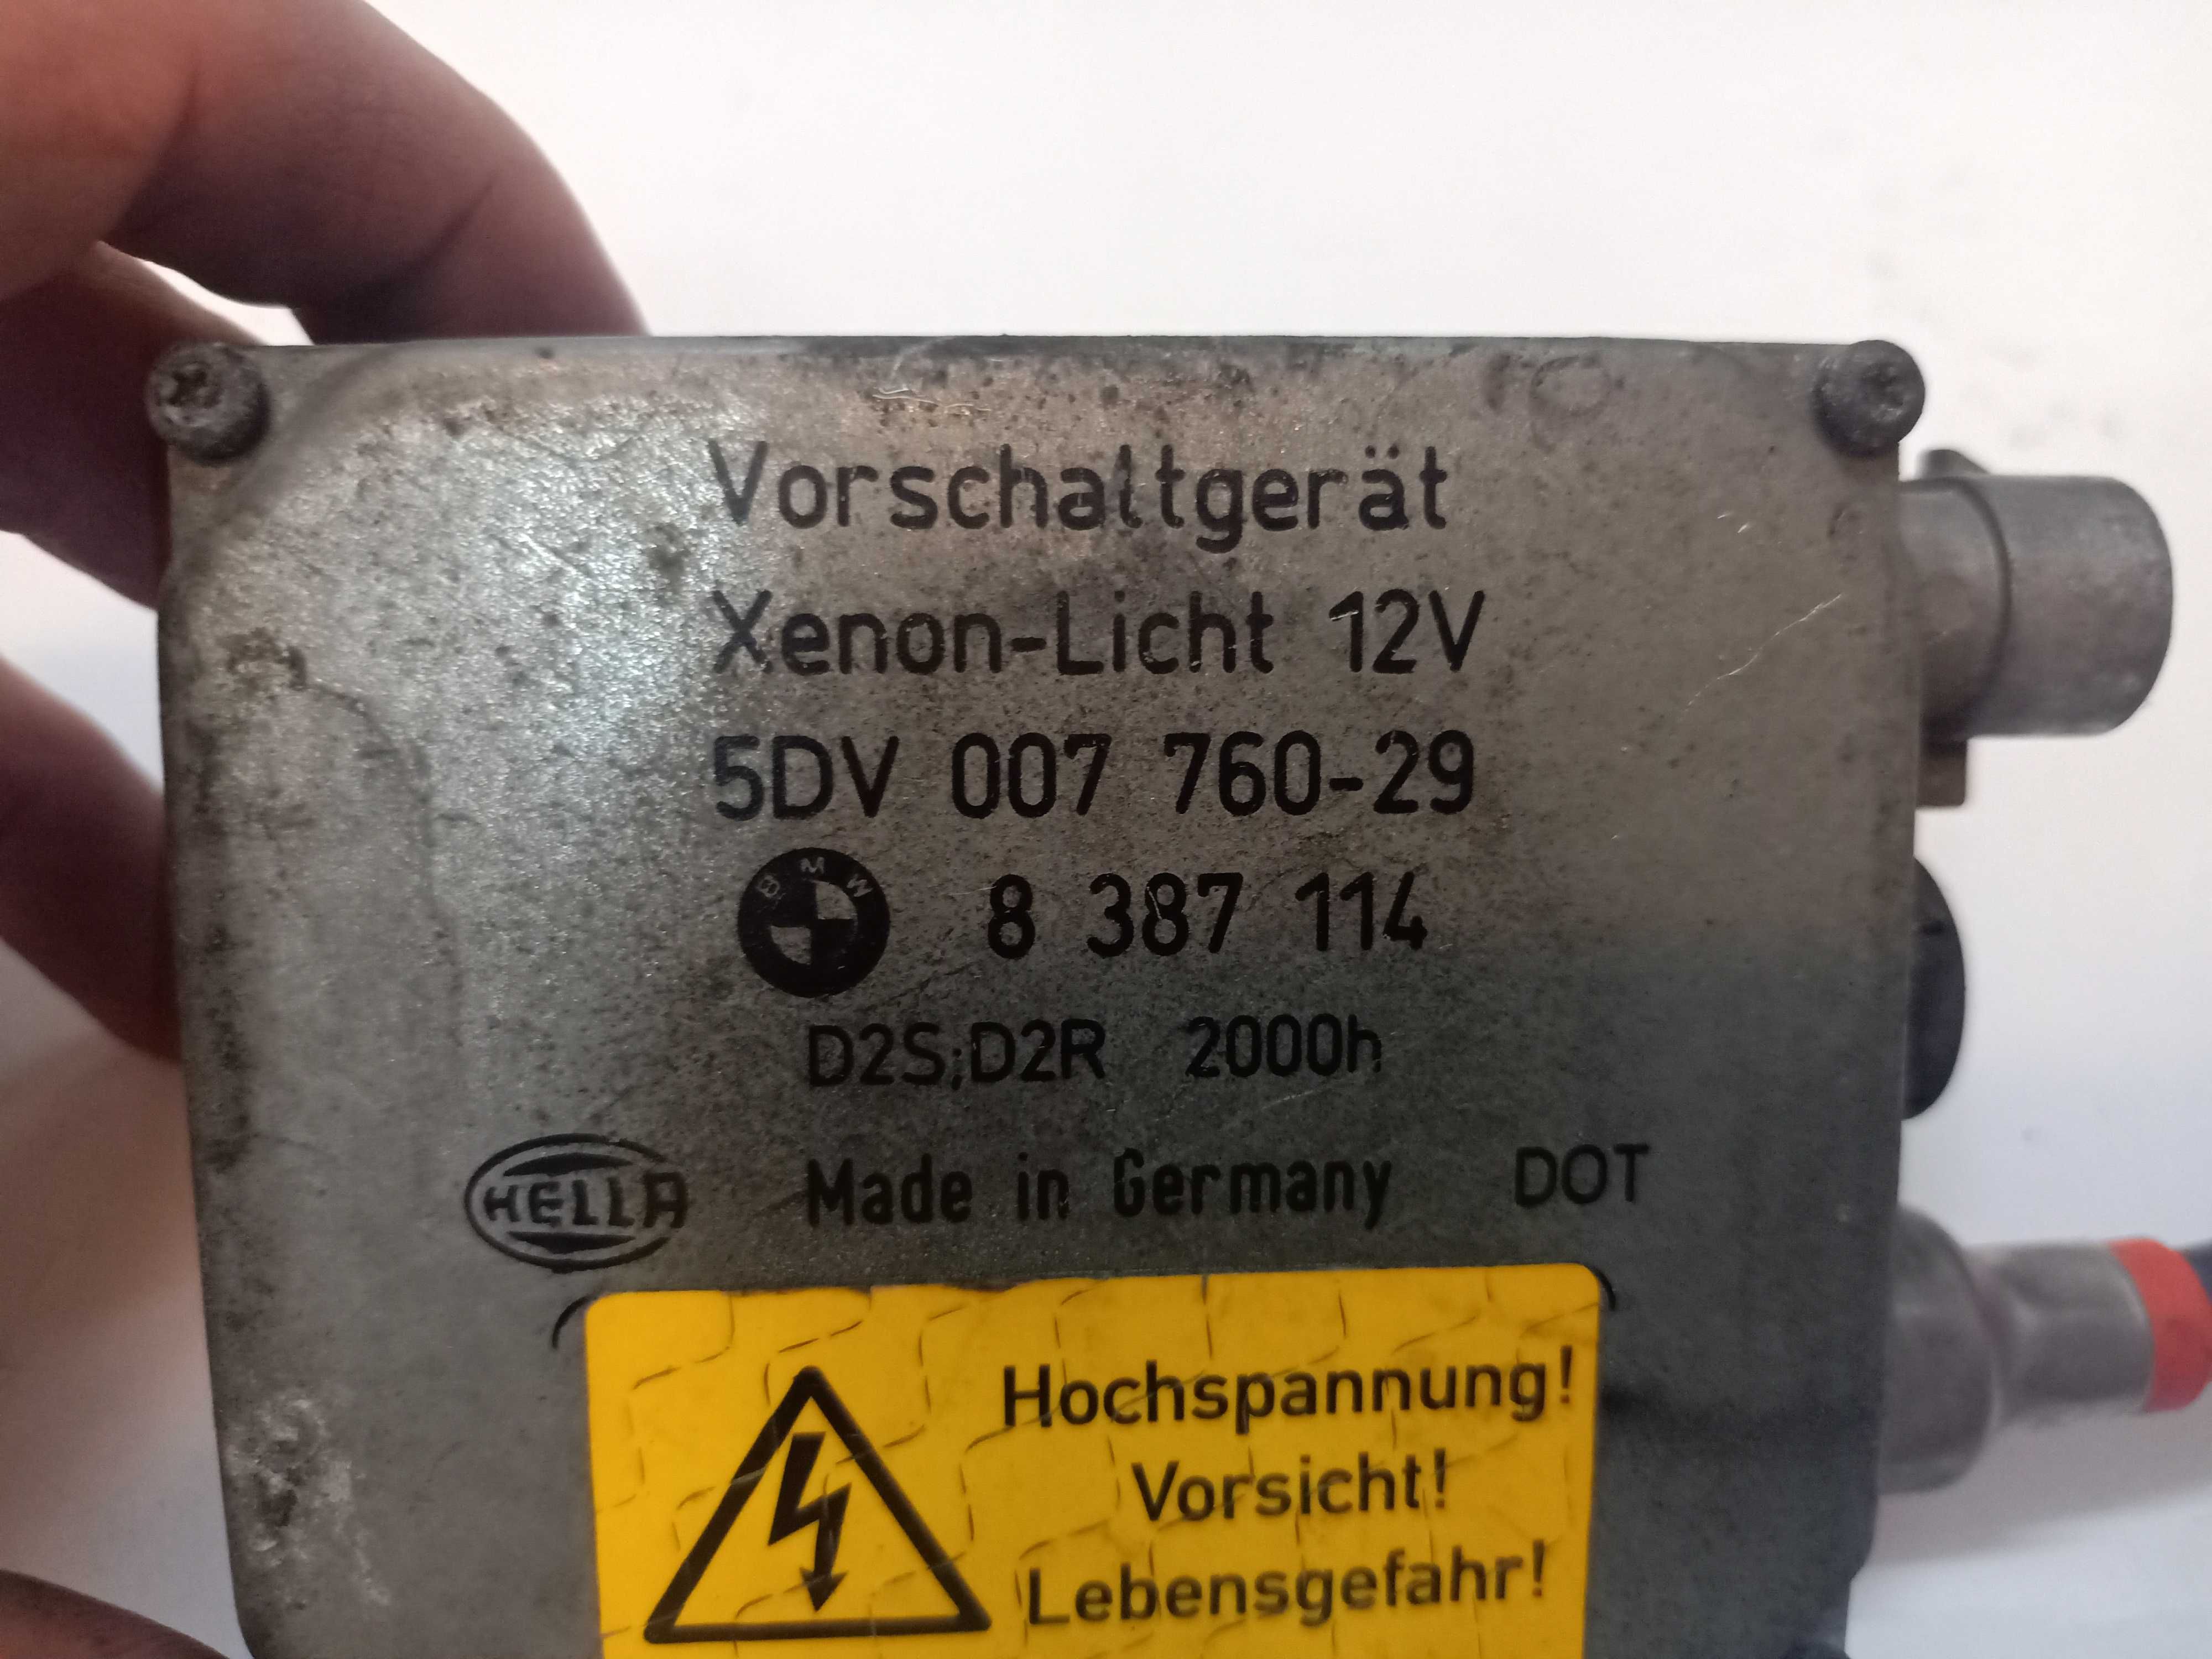 Vorschaltgerät
Xenon-Licht 12V
5DV 007 760-29
BMW 8 387 114
D2S;D2R 2000h
HELLA Made in Germany DOT
Hochspannung!
Vorsicht!
Lebensgefahr!